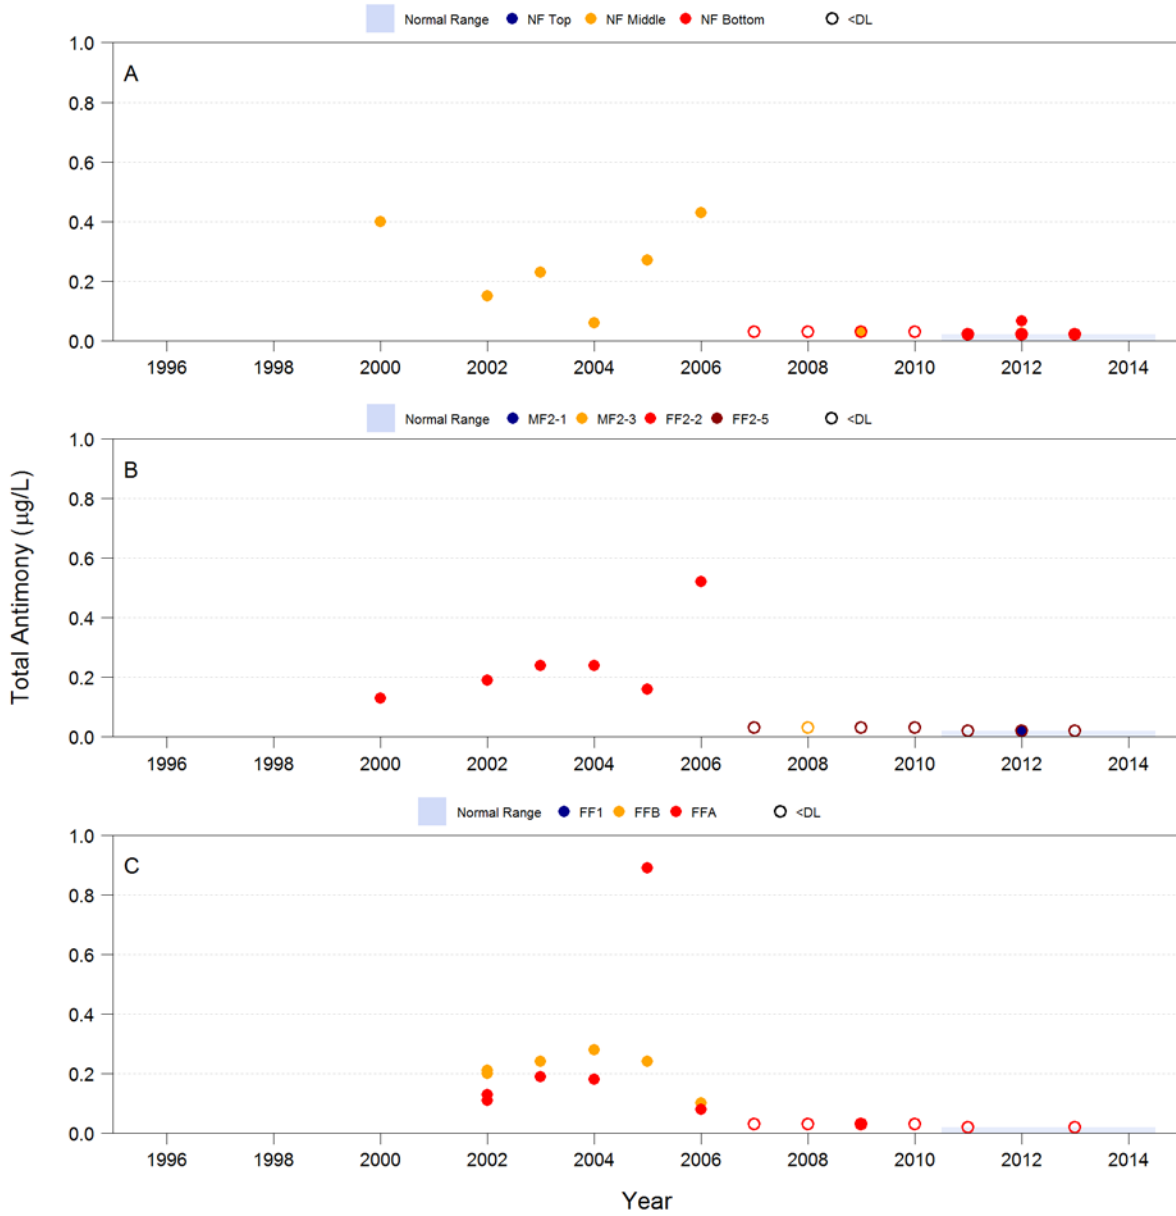 Normal Range NF Top NF Middle NF Bottom <DL
A
1.0
0.8
0.6
0.4
0.2
0.0
1996 1998 2000 2002 2004 2006 2008 2010 2012 2014
Normal Range MF2-1 MF2-3 FF2-2 FF2-5 <DL
B
1.0
0.8
0.6
0.4
0.2
0.0
1996 1998 2000 2002 2004 2006 2008 2010 2012 2014
Total Antimony (μg/L)
Normal Range FF1 FFB FFA <DL
C
1.0
0.8
0.6
0.4
0.2
0.0
1996 1998 2000 2002 2004 2006 2008 2010 2012 2014
Year